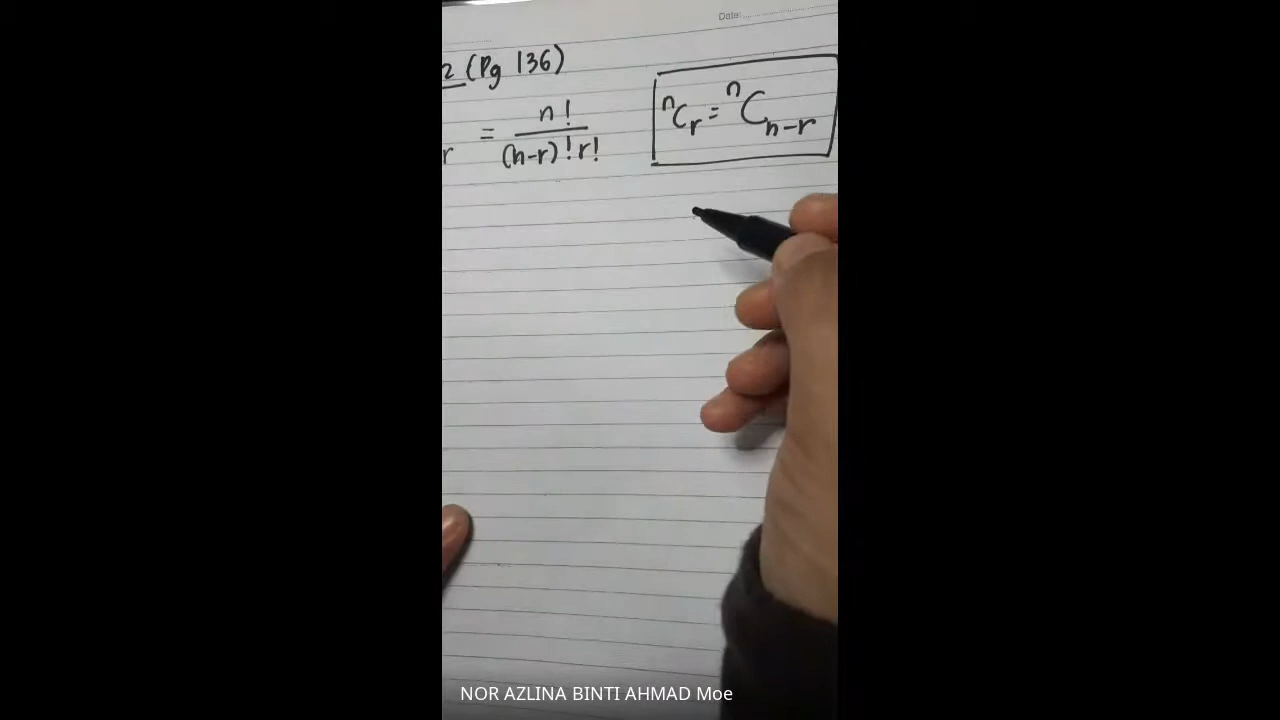 Date:
2 (Pg 136)
r = n! / (n-r)! r!
ⁿCᵣ = ⁿCₙ₋ᵣ
NOR AZLINA BINTI AHMAD Moe